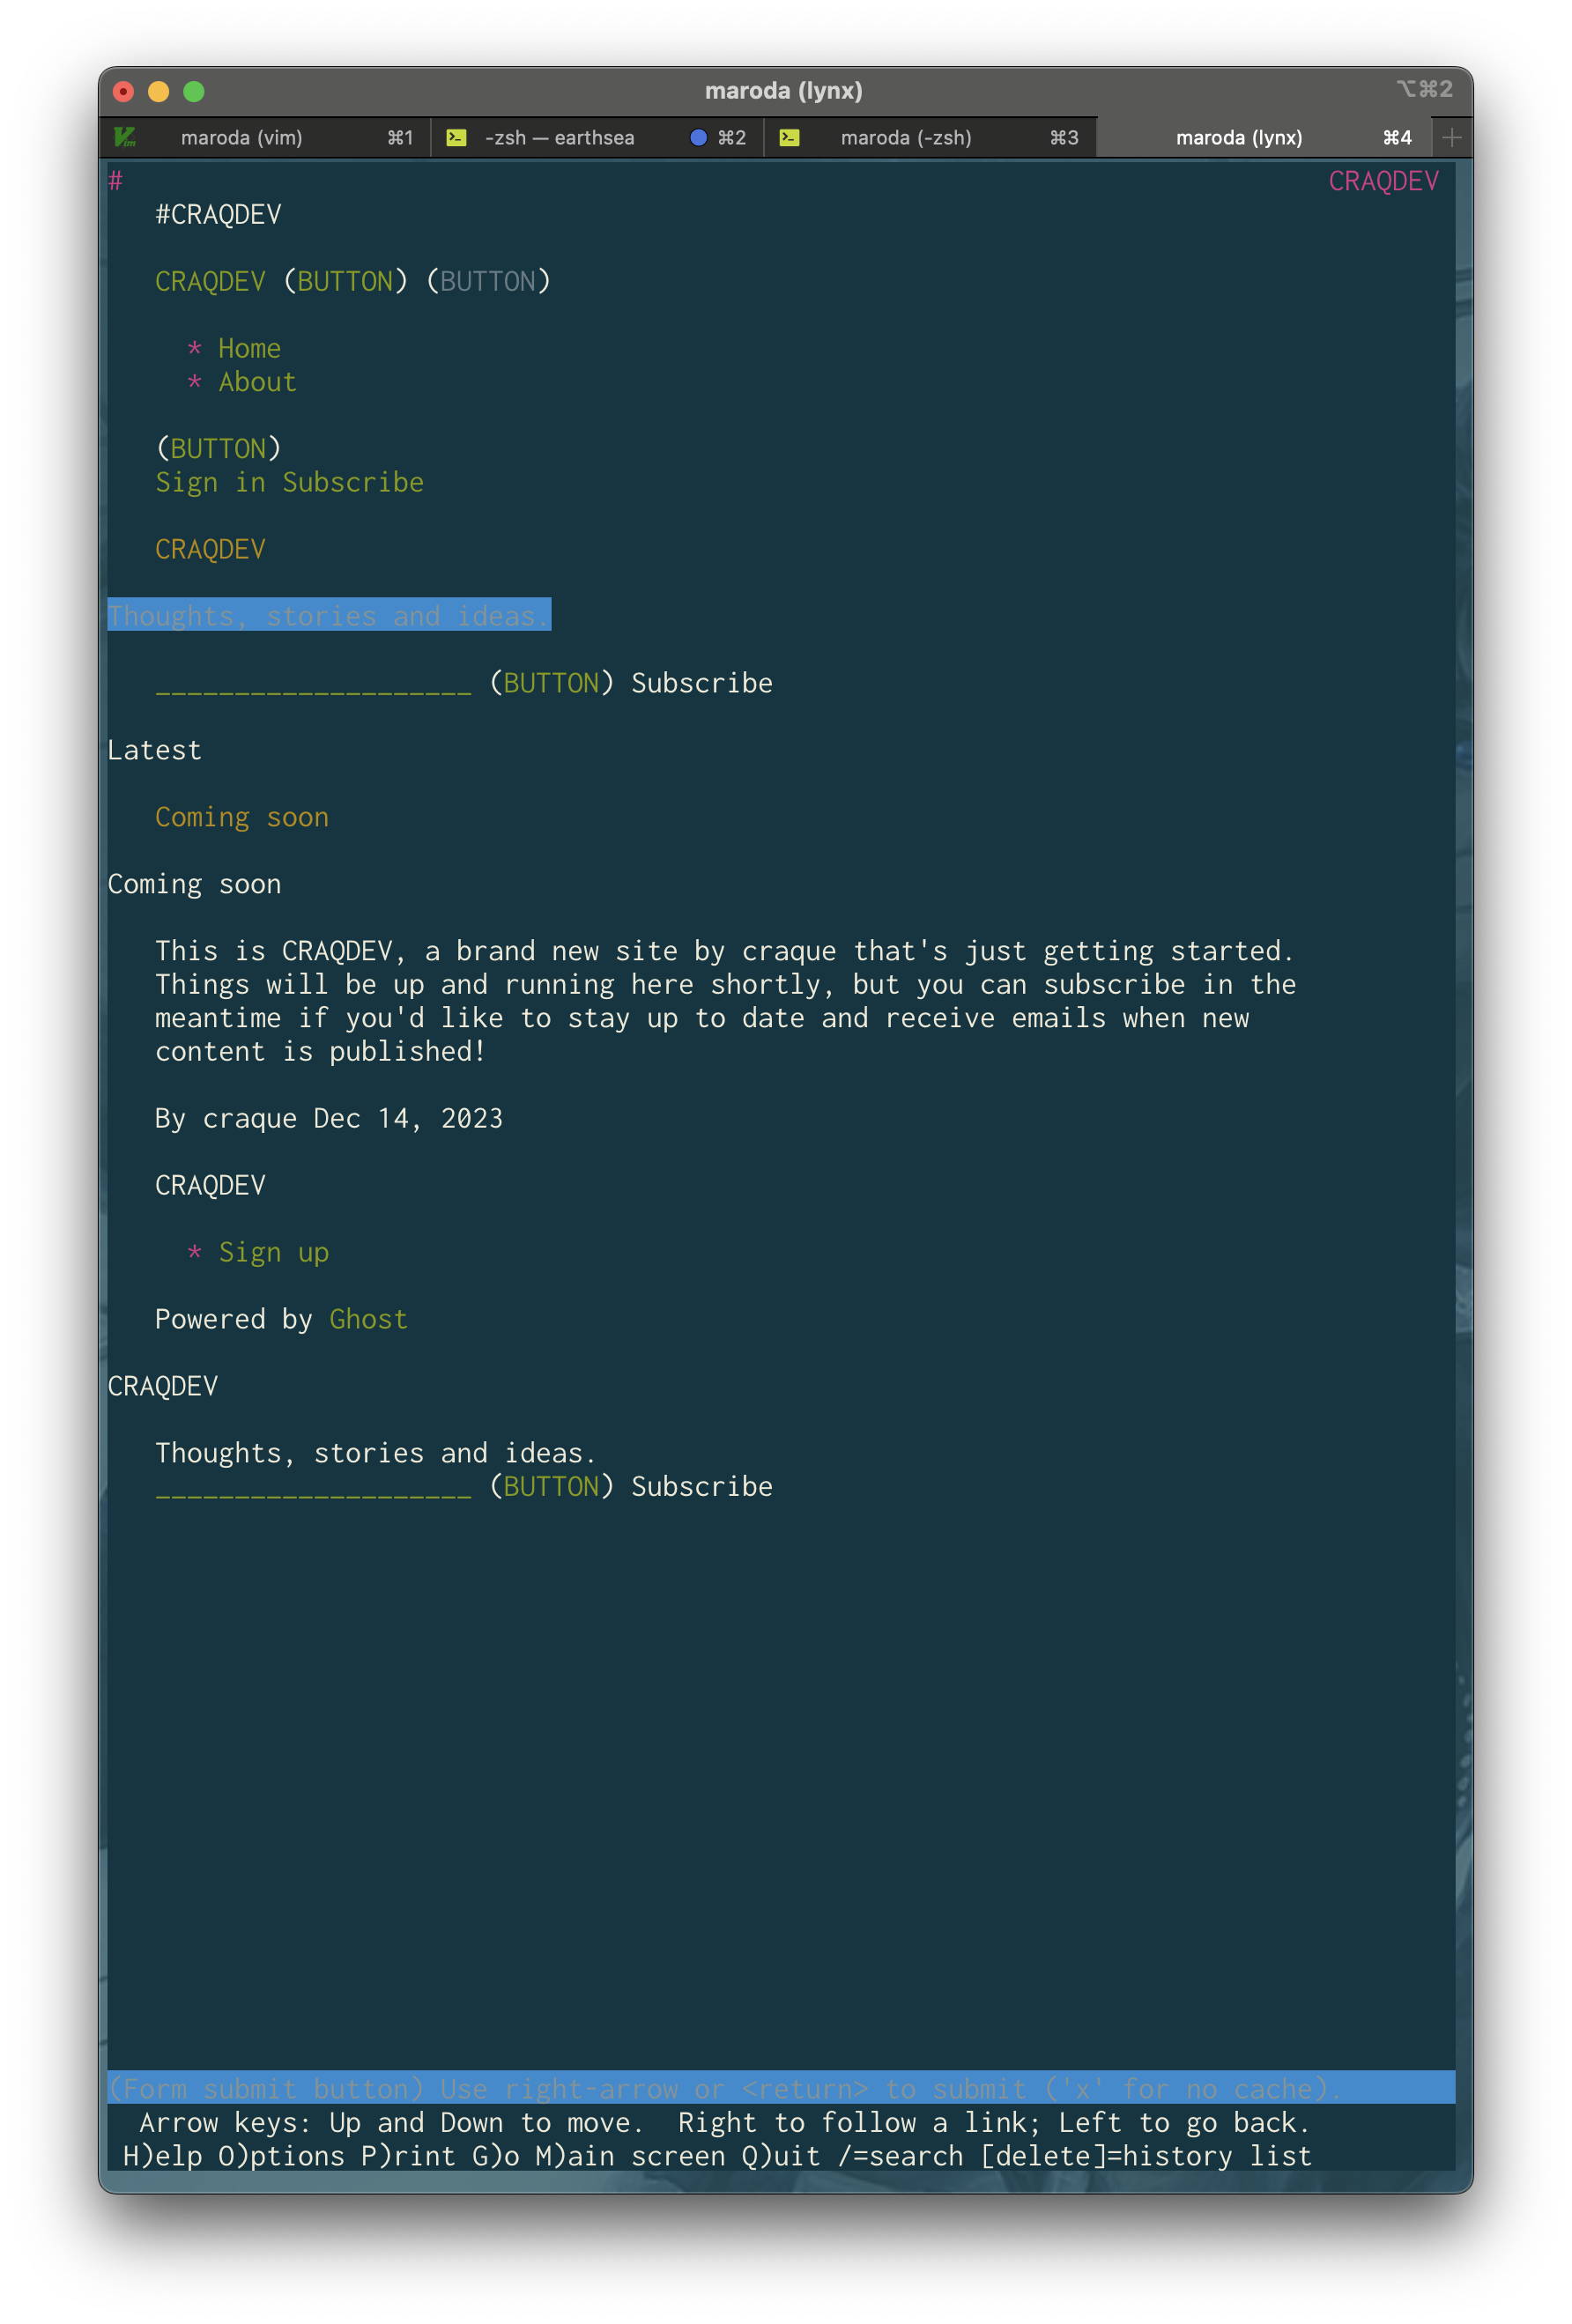 maroda (lynx) ⌥⌘2
maroda (vim) ⌘1 -zsh — earthsea ⌘2 maroda (-zsh) ⌘3 maroda (lynx) ⌘4 +
# CRAQDEV
#CRAQDEV
CRAQDEV (BUTTON) (BUTTON)
* Home
* About
(BUTTON)
Sign in Subscribe
CRAQDEV
Thoughts, stories and ideas.
____________________ (BUTTON) Subscribe
Latest
Coming soon
Coming soon
This is CRAQDEV, a brand new site by craque that's just getting started.
Things will be up and running here shortly, but you can subscribe in the
meantime if you'd like to stay up to date and receive emails when new
content is published!
By craque Dec 14, 2023
CRAQDEV
* Sign up
Powered by Ghost
CRAQDEV
Thoughts, stories and ideas.
____________________ (BUTTON) Subscribe
(Form submit button) Use right-arrow or <return> to submit ('x' for no cache).
Arrow keys: Up and Down to move.  Right to follow a link; Left to go back.
H)elp O)ptions P)rint G)o M)ain screen Q)uit /=search [delete]=history list